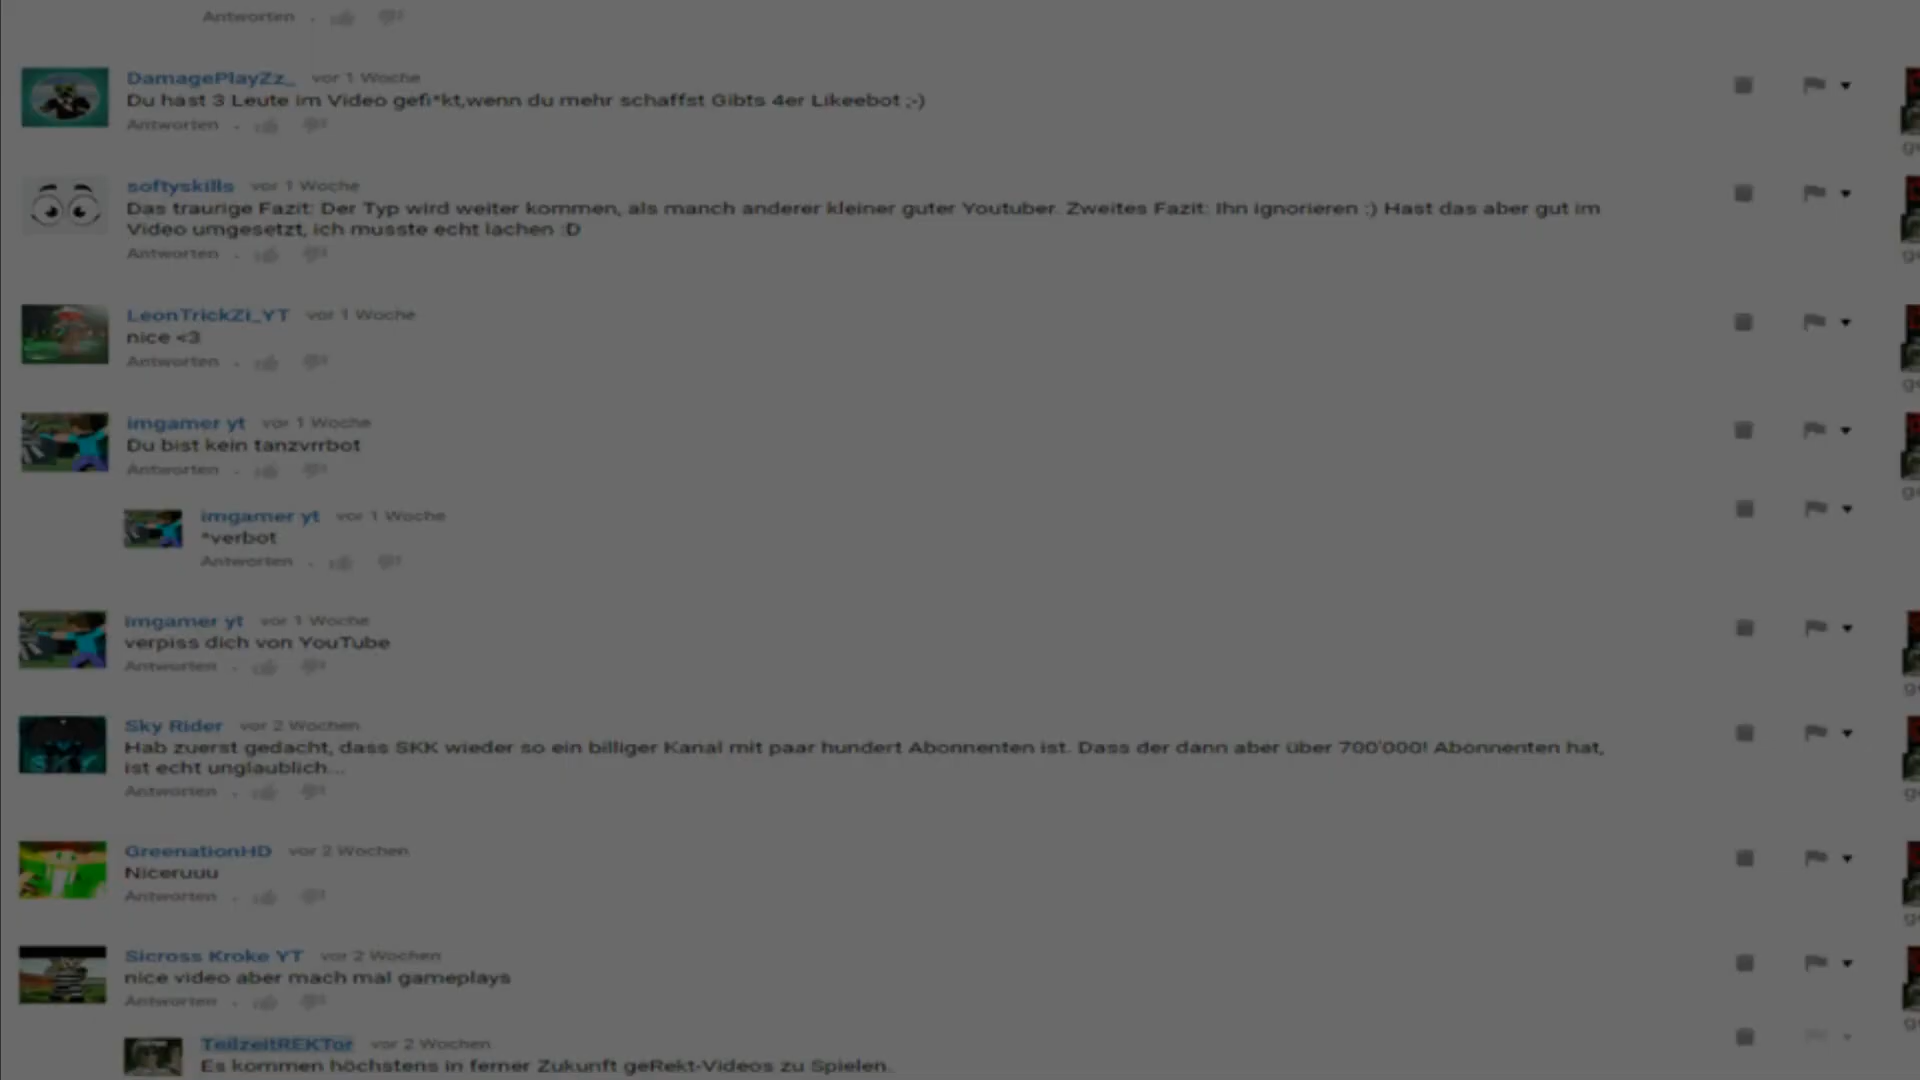 Antworten .
DamagePlayZz_ vor 1 Woche
Du hast 3 Leute im Video gefi*kt,wenn du mehr schaffst Gibts 4er Likeebot ;-)
Antworten .
softyskills vor 1 Woche
Das traurige Fazit: Der Typ wird weiter kommen, als manch anderer kleiner guter Youtuber. Zweites Fazit: Ihn ignorieren :) Hast das aber gut im
Video umgesetzt, ich musste echt lachen :D
Antworten .
LeonTrickZi_YT vor 1 Woche
nice <3
Antworten .
imgamer yt vor 1 Woche
Du bist kein tanzvrrbot
Antworten .
imgamer yt vor 1 Woche
*verbot
Antworten .
imgamer yt vor 1 Woche
verpiss dich von YouTube
Antworten .
Sky Rider vor 2 Wochen
Hab zuerst gedacht, dass SKK wieder so ein billiger Kanal mit paar hundert Abonnenten ist. Dass der dann aber über 700'000! Abonnenten hat,
ist echt unglaublich...
Antworten .
GreenationHD vor 2 Wochen
Niceruuu
Antworten .
Sicross Kroke YT vor 2 Wochen
nice video aber mach mal gameplays
Antworten .
TeilzeitREKTor vor 2 Wochen
Es kommen höchstens in ferner Zukunft geRekt-Videos zu Spielen.